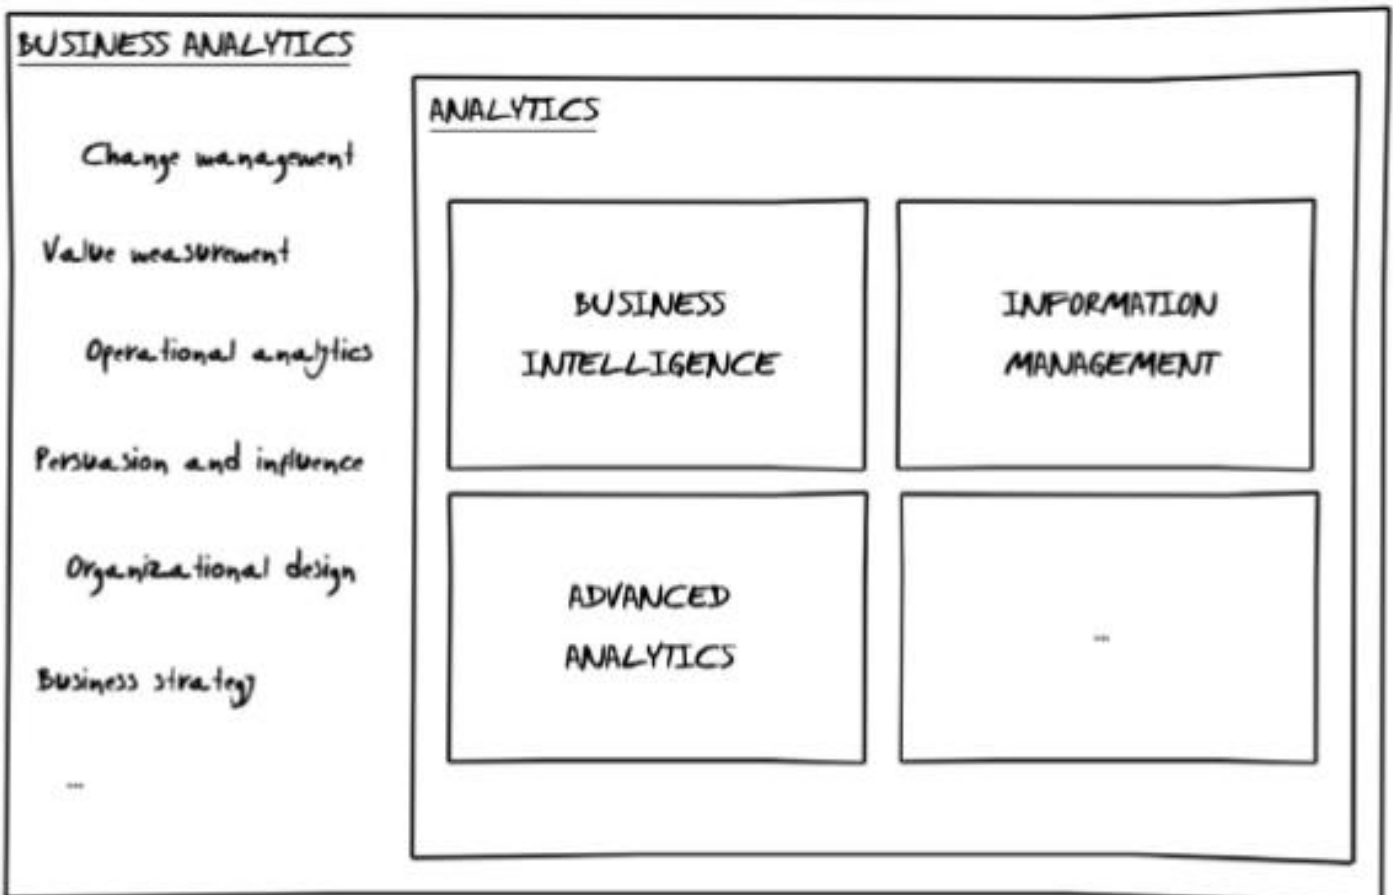 BUSINESS ANALYTICS
Change management
Value measurement
Operational analytics
Persuasion and influence
Organizational design
Business strategy
...
ANALYTICS
BUSINESS
INTELLIGENCE
INFORMATION
MANAGEMENT
ADVANCED
ANALYTICS
...